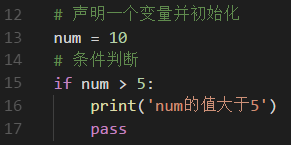 12 # 声明一个变量并初始化
13 num = 10
14 # 条件判断
15 if num > 5:
16     print('num的值大于5')
17     pass